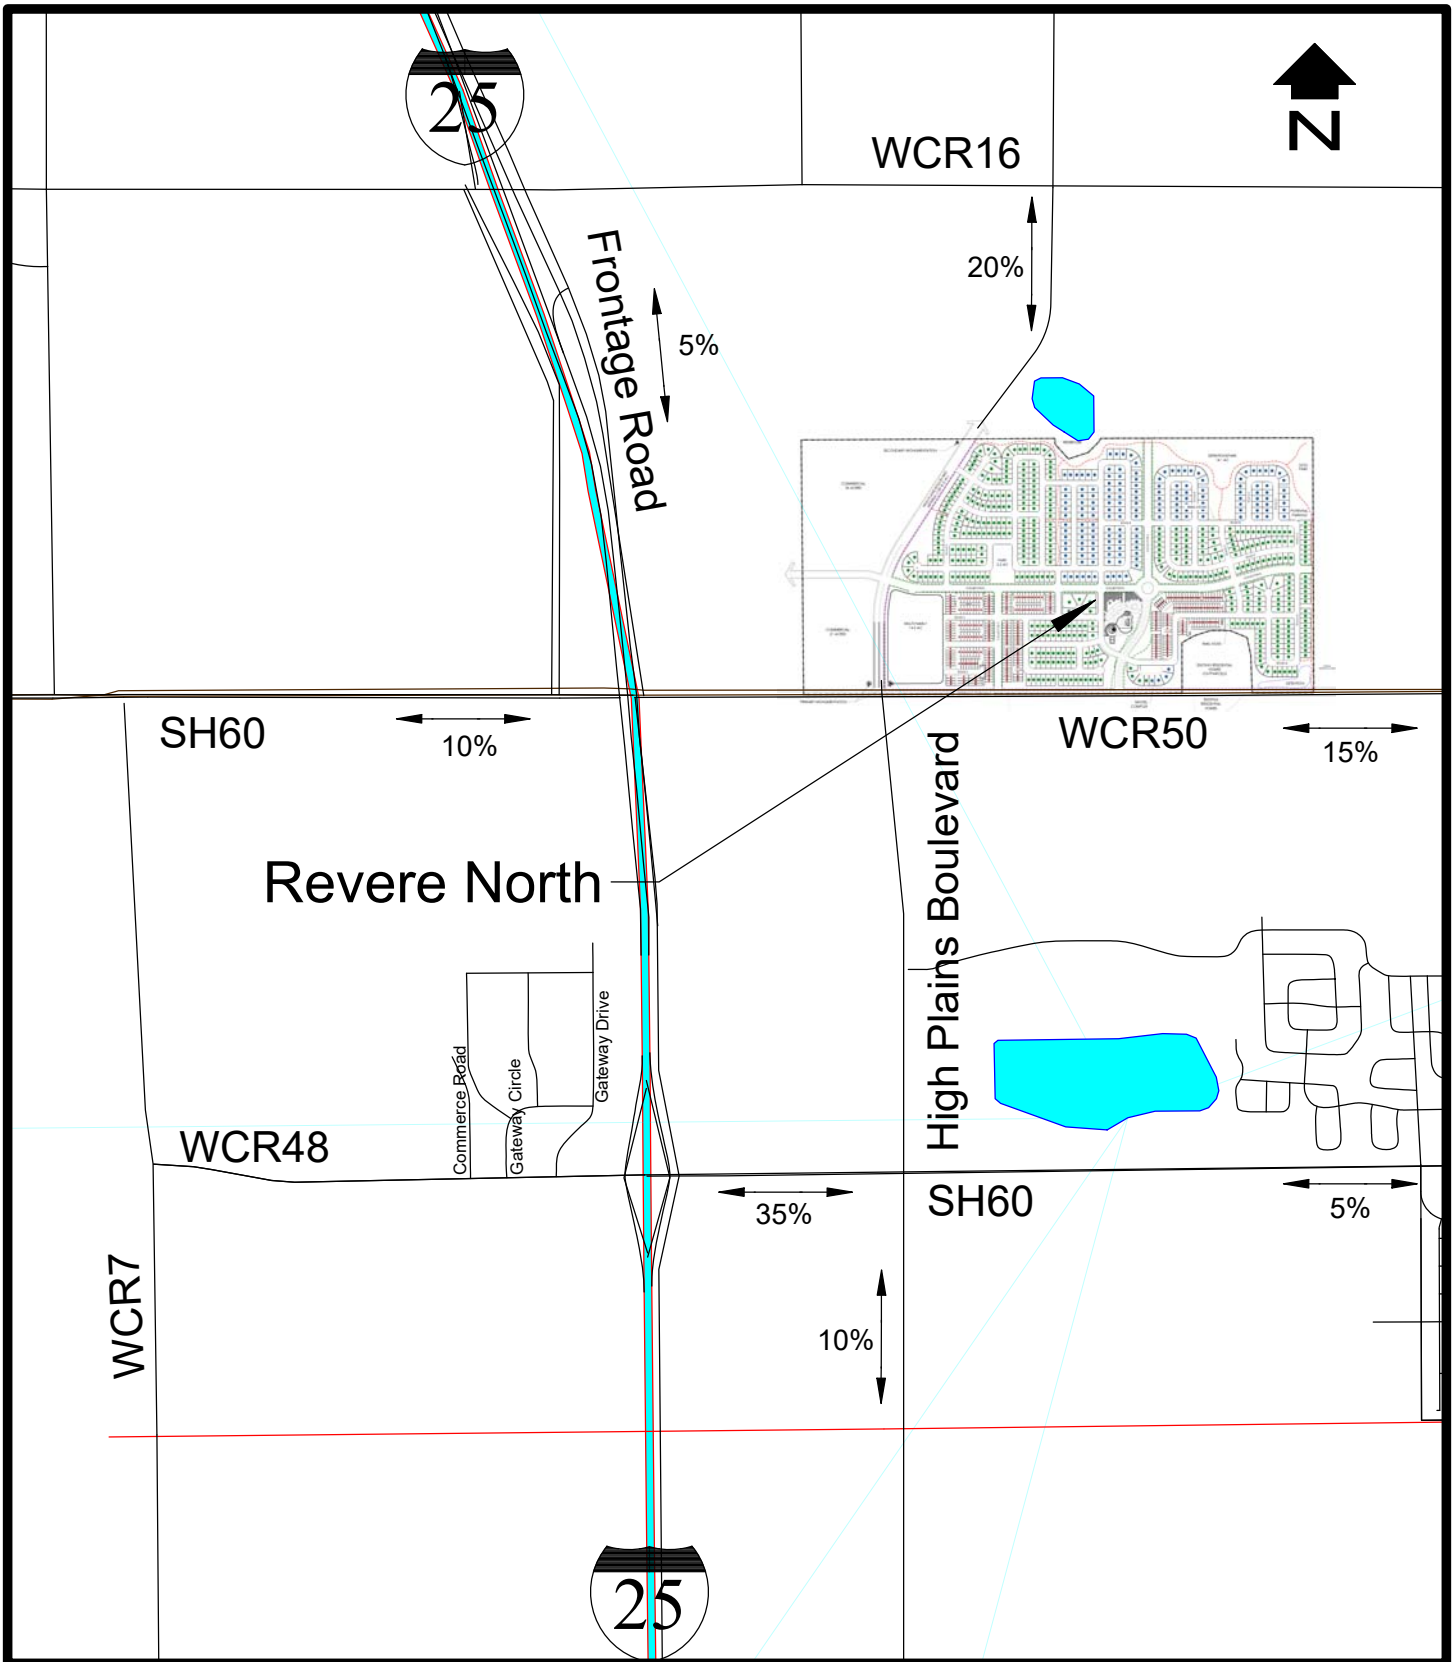 25
N
WCR16
20%
Frontage Road
5%
SH60
10%
WCR50
15%
High Plains Boulevard
Revere North
Commerce Road
Gateway Circle
Gateway Drive
WCR48
35%
SH60
5%
WCR7
10%
25